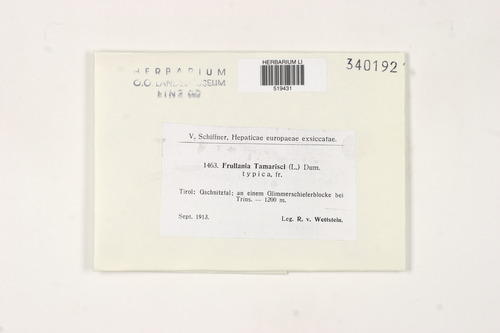 HERBARIUM
O.O. LANDESMUSEUM
LINZ
HERBARIUM LI
519431
340192
V. Schiffner, Hepaticae europaeae exsiccatae.
1463. Frullania Tamarisci (L.) Dum.
typica, fr.
Tirol: Gschnitztal; an einem Glimmerschieferblocke bei
Trins. — 1200 m.
Sept. 1913.
Leg. R. v. Wettstein.